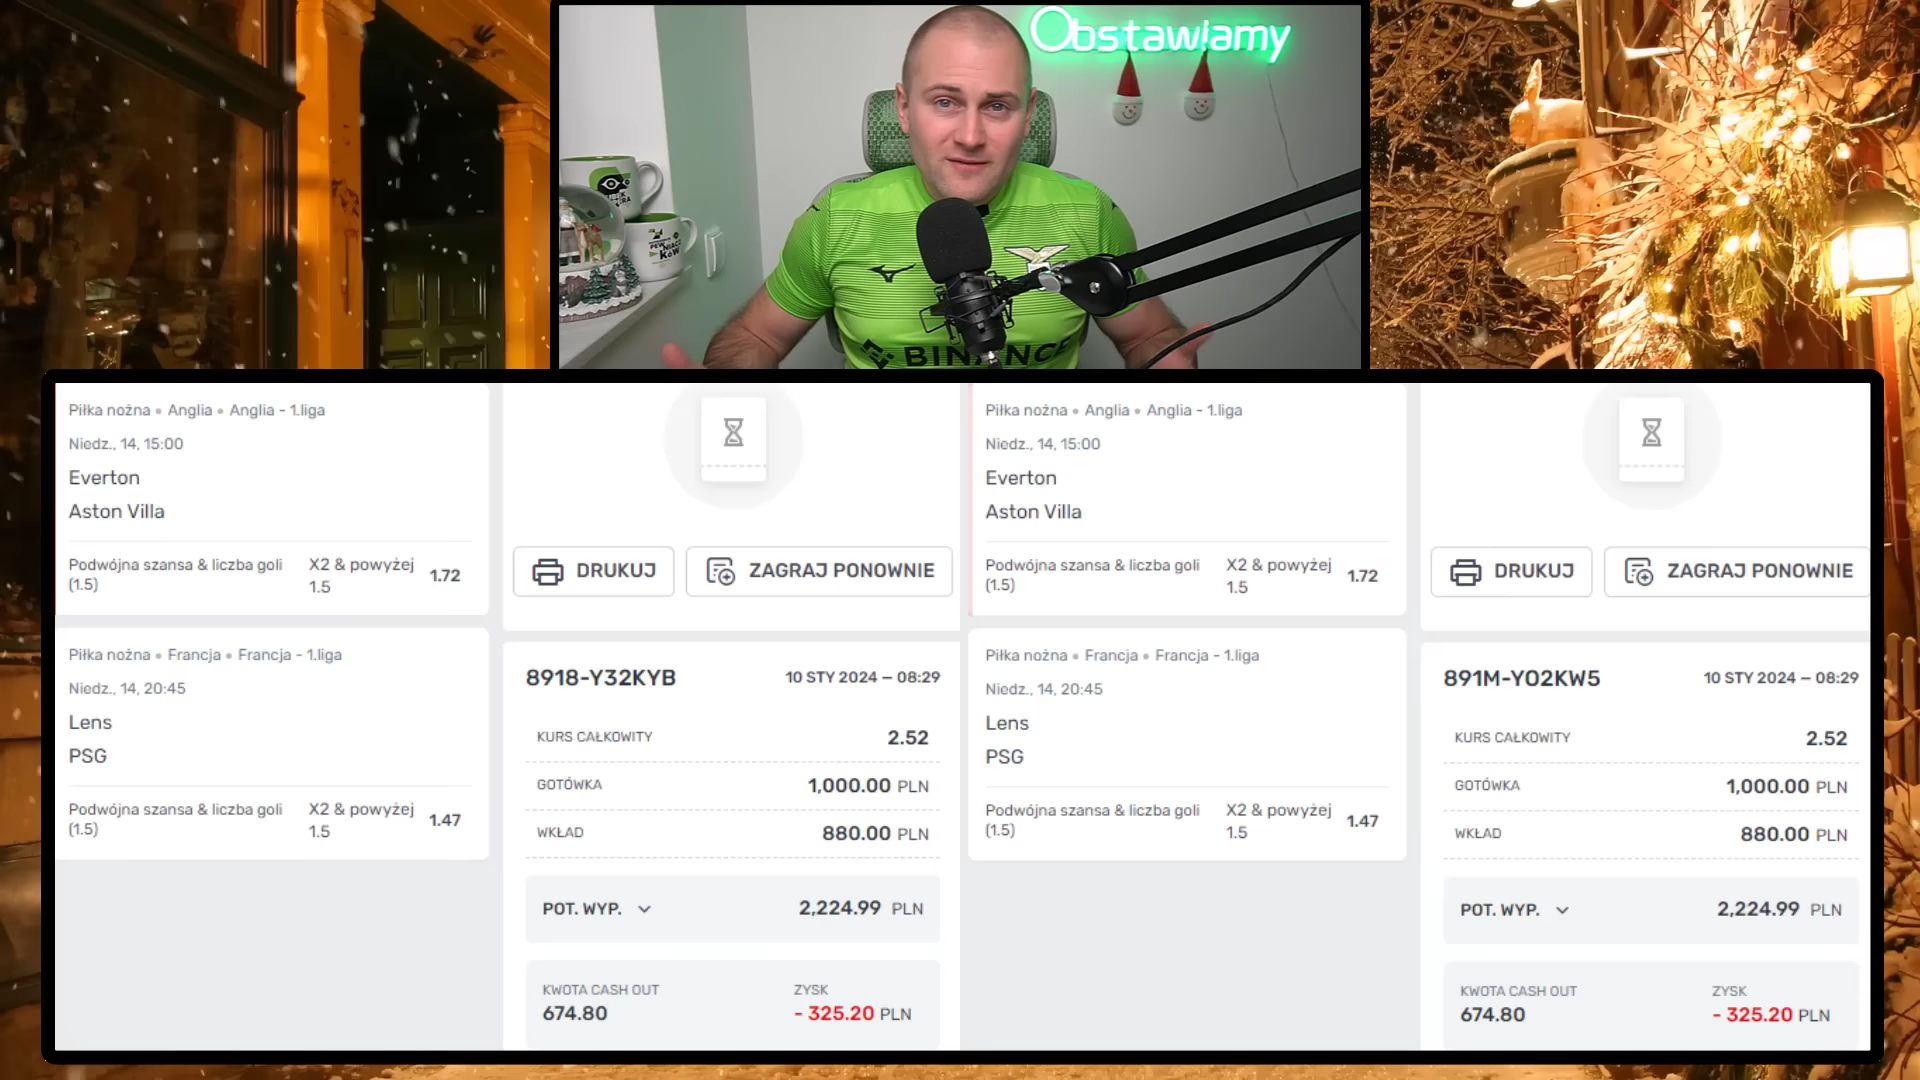 Obstawiamy
PEWNIACZKÓW
BINANCE
Piłka nożna • Anglia • Anglia - 1.liga
Niedz., 14, 15:00
Everton
Aston Villa
Podwójna szansa & liczba goli
(1.5)
X2 & powyżej
1.5
1.72
Piłka nożna • Francja • Francja - 1.liga
Niedz., 14, 20:45
Lens
PSG
Podwójna szansa & liczba goli
(1.5)
X2 & powyżej
1.5
1.47
DRUKUJ
ZAGRAJ PONOWNIE
8918-Y32KYB
10 STY 2024 – 08:29
KURS CAŁKOWITY
2.52
GOTÓWKA
1,000.00 PLN
WKŁAD
880.00 PLN
POT. WYP.
2,224.99 PLN
KWOTA CASH OUT
674.80
ZYSK
- 325.20 PLN
Piłka nożna • Anglia • Anglia - 1.liga
Niedz., 14, 15:00
Everton
Aston Villa
Podwójna szansa & liczba goli
(1.5)
X2 & powyżej
1.5
1.72
Piłka nożna • Francja • Francja - 1.liga
Niedz., 14, 20:45
Lens
PSG
Podwójna szansa & liczba goli
(1.5)
X2 & powyżej
1.5
1.47
DRUKUJ
ZAGRAJ PONOWNIE
891M-YO2KW5
10 STY 2024 – 08:29
KURS CAŁKOWITY
2.52
GOTÓWKA
1,000.00 PLN
WKŁAD
880.00 PLN
POT. WYP.
2,224.99 PLN
KWOTA CASH OUT
674.80
ZYSK
- 325.20 PLN